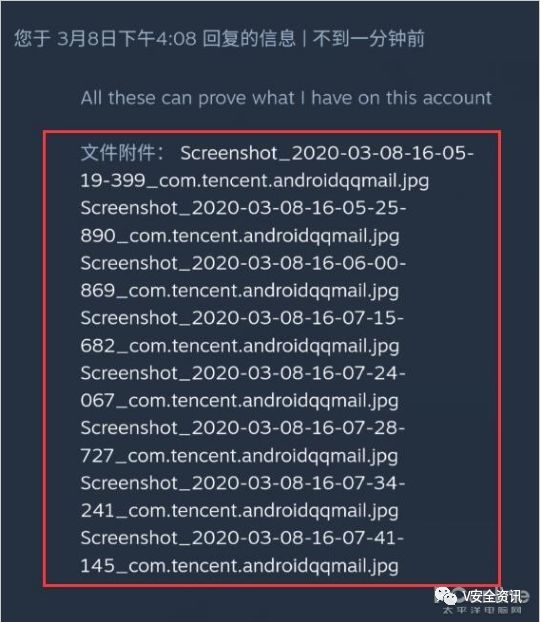 您于 3月8日下午4:08 回复的信息 | 不到一分钟前
All these can prove what I have on this account
文件附件： Screenshot_2020-03-08-16-05-
19-399_com.tencent.androidqqmail.jpg
Screenshot_2020-03-08-16-05-25-
890_com.tencent.androidqqmail.jpg
Screenshot_2020-03-08-16-06-00-
869_com.tencent.androidqqmail.jpg
Screenshot_2020-03-08-16-07-15-
682_com.tencent.androidqqmail.jpg
Screenshot_2020-03-08-16-07-24-
067_com.tencent.androidqqmail.jpg
Screenshot_2020-03-08-16-07-28-
727_com.tencent.androidqqmail.jpg
Screenshot_2020-03-08-16-07-34-
241_com.tencent.androidqqmail.jpg
Screenshot_2020-03-08-16-07-41-
145_com.tencent.androidqqmail.jpg
V安全资讯
太平洋电脑网